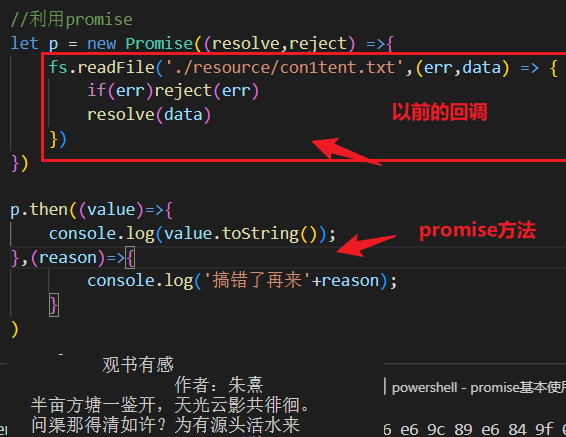 //利用promise
let p = new Promise((resolve,reject) =>{
fs.readFile('./resource/con1tent.txt',(err,data) => {
if(err)reject(err)
resolve(data)
})
})
以前的回调
p.then((value)=>{
console.log(value.toString());
},(reason)=>{
console.log('搞错了再来'+reason);
}
)
promise方法
观书有感
作者：朱熹
半亩方塘一鉴开，天光云影共徘徊。
问渠那得清如许？为有源头活水来
powershell - promise基本使用
6 e6 9c 89 e6 84 9f 0